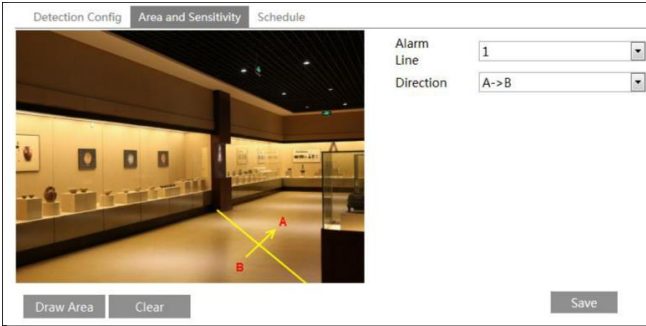 Detection Config Area and Sensitivity Schedule
Alarm Line 1
Direction A->B
A
B
Draw Area Clear Save